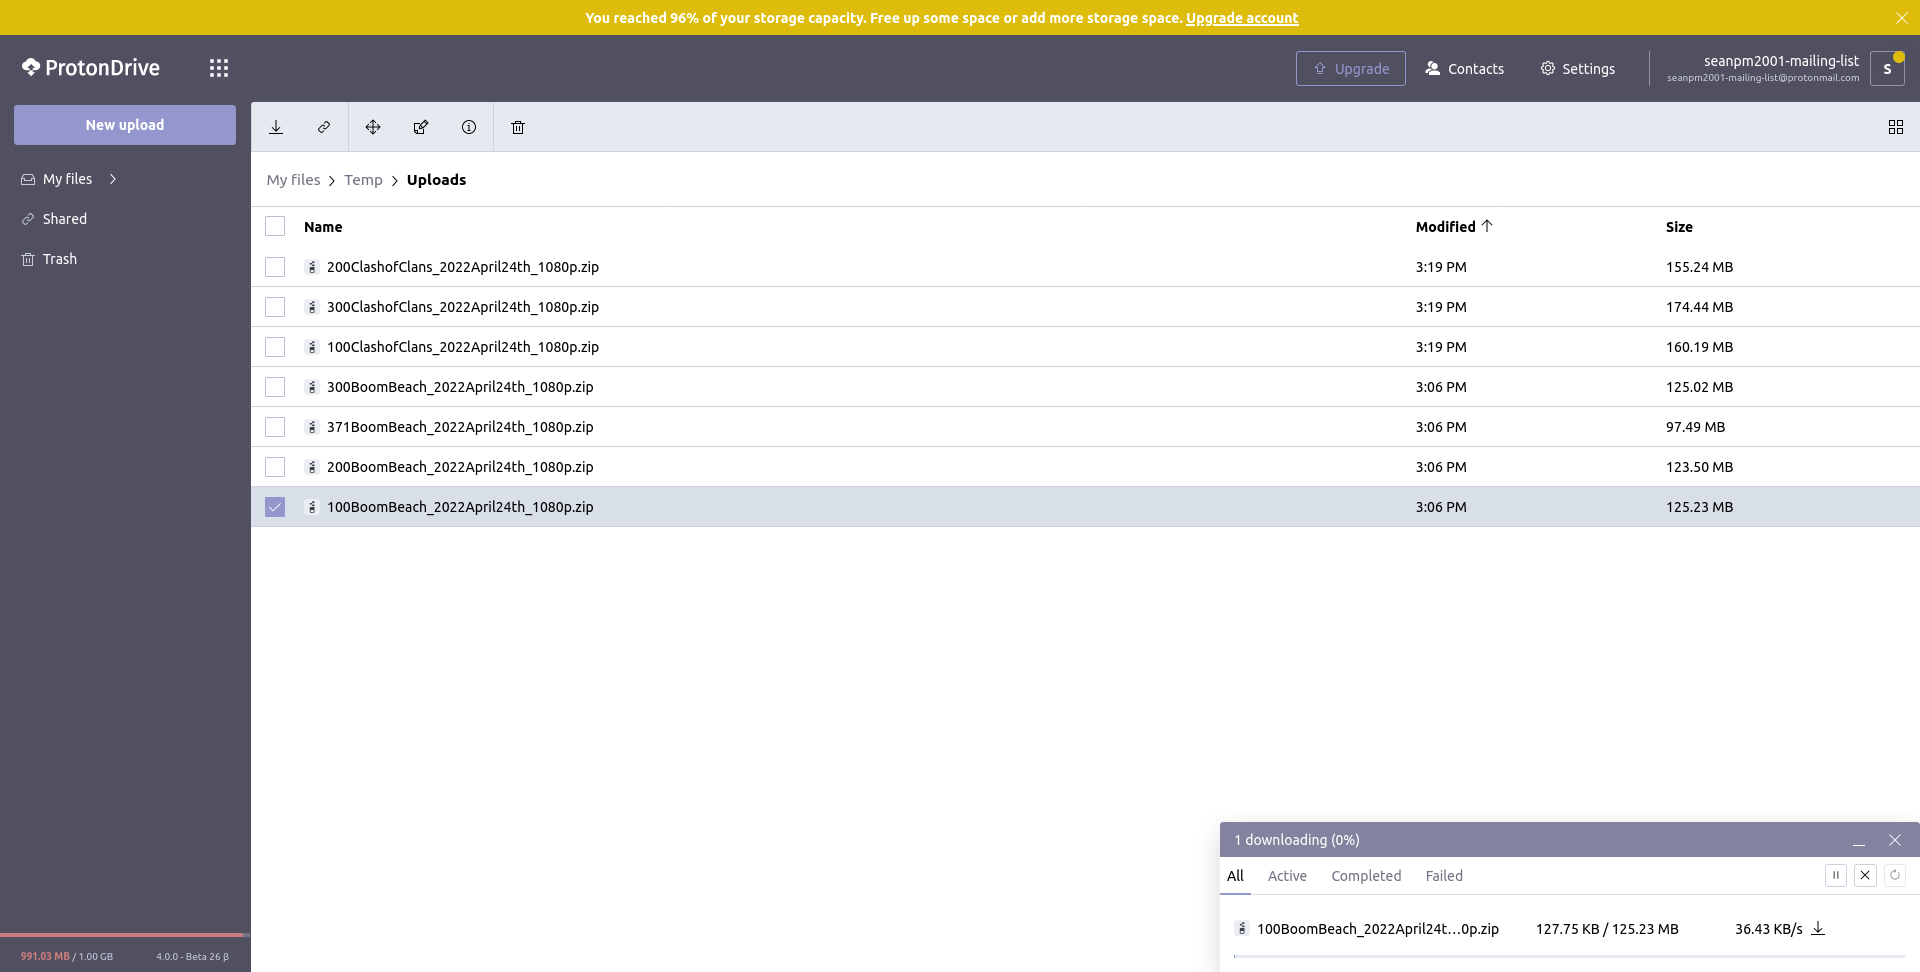 You reached 96% of your storage capacity. Free up some space or add more storage space. Upgrade account
ProtonDrive
Upgrade
Contacts
Settings
seanpm2001-mailing-list
seanpm2001-mailing-list@protonmail.com
S
New upload
My files
Shared
Trash
My files > Temp > Uploads
Name Modified Size
200ClashofClans_2022April24th_1080p.zip 3:19 PM 155.24 MB
300ClashofClans_2022April24th_1080p.zip 3:19 PM 174.44 MB
100ClashofClans_2022April24th_1080p.zip 3:19 PM 160.19 MB
300BoomBeach_2022April24th_1080p.zip 3:06 PM 125.02 MB
371BoomBeach_2022April24th_1080p.zip 3:06 PM 97.49 MB
200BoomBeach_2022April24th_1080p.zip 3:06 PM 123.50 MB
100BoomBeach_2022April24th_1080p.zip 3:06 PM 125.23 MB
1 downloading (0%)
All Active Completed Failed
100BoomBeach_2022April24t...0p.zip 127.75 KB / 125.23 MB 36.43 KB/s
991.03 MB / 1.00 GB 4.0.0 - Beta 26 β